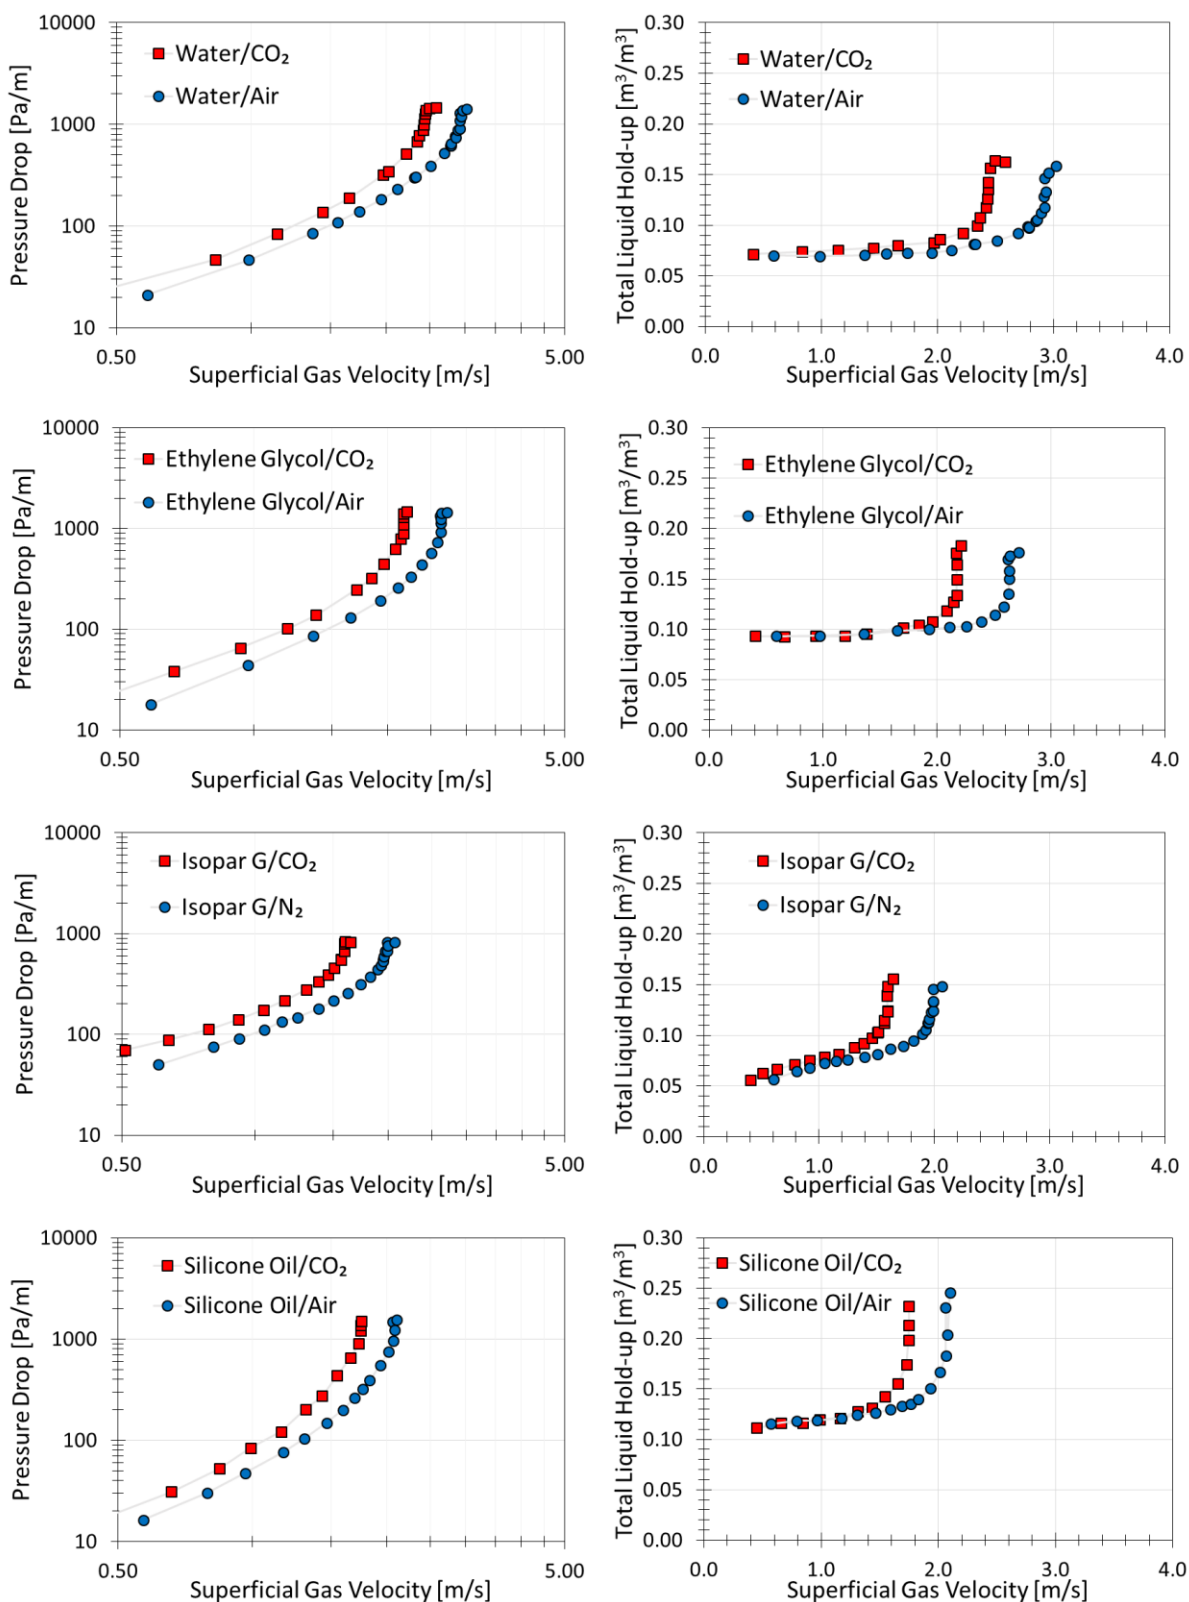 10000
1000
100
10
Pressure Drop [Pa/m]
Water/CO₂
Water/Air
0.50
5.00
Superficial Gas Velocity [m/s]
0.30
0.25
0.20
0.15
0.10
0.05
0.00
Total Liquid Hold-up [m³/m³]
Water/CO₂
Water/Air
0.0 1.0 2.0 3.0 4.0
Superficial Gas Velocity [m/s]
10000
1000
100
10
Pressure Drop [Pa/m]
Ethylene Glycol/CO₂
Ethylene Glycol/Air
0.50
5.00
Superficial Gas Velocity [m/s]
0.30
0.25
0.20
0.15
0.10
0.05
0.00
Total Liquid Hold-up [m³/m³]
Ethylene Glycol/CO₂
Ethylene Glycol/Air
0.0 1.0 2.0 3.0 4.0
Superficial Gas Velocity [m/s]
10000
1000
100
10
Pressure Drop [Pa/m]
Isopar G/CO₂
Isopar G/N₂
0.50
5.00
Superficial Gas Velocity [m/s]
0.30
0.25
0.20
0.15
0.10
0.05
0.00
Total Liquid Hold-up [m³/m³]
Isopar G/CO₂
Isopar G/N₂
0.0 1.0 2.0 3.0 4.0
Superficial Gas Velocity [m/s]
10000
1000
100
10
Pressure Drop [Pa/m]
Silicone Oil/CO₂
Silicone Oil/Air
0.50
5.00
Superficial Gas Velocity [m/s]
0.30
0.25
0.20
0.15
0.10
0.05
0.00
Total Liquid Hold-up [m³/m³]
Silicone Oil/CO₂
Silicone Oil/Air
0.0 1.0 2.0 3.0 4.0
Superficial Gas Velocity [m/s]